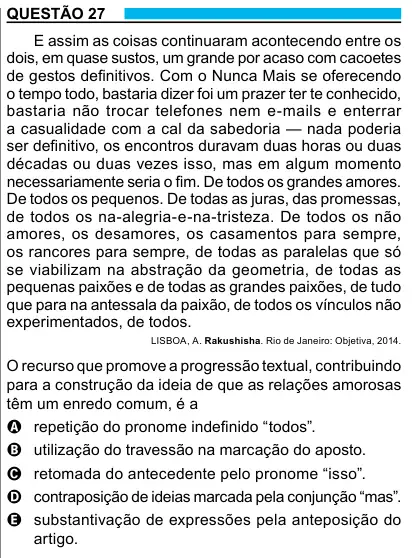 QUESTÃO 27
E assim as coisas continuaram acontecendo entre os
dois, em quase sustos, um grande por acaso com cacoetes
de gestos definitivos. Com o Nunca Mais se oferecendo
o tempo todo, bastaria dizer foi um prazer ter te conhecido,
bastaria não trocar telefones nem e-mails e enterrar
a casualidade com a cal da sabedoria — nada poderia
ser definitivo, os encontros duravam duas horas ou duas
décadas ou duas vezes isso, mas em algum momento
necessariamente seria o fim. De todos os grandes amores.
De todos os pequenos. De todas as juras, das promessas,
de todos os na-alegria-e-na-tristeza. De todos os não
amores, os desamores, os casamentos para sempre,
os rancores para sempre, de todas as paralelas que só
se viabilizam na abstração da geometria, de todas as
pequenas paixões e de todas as grandes paixões, de tudo
que para na antessala da paixão, de todos os vínculos não
experimentados, de todos.
LISBOA, A. Rakushisha. Rio de Janeiro: Objetiva, 2014.
O recurso que promove a progressão textual, contribuindo
para a construção da ideia de que as relações amorosas
têm um enredo comum, é a
A repetição do pronome indefinido “todos”.
B utilização do travessão na marcação do aposto.
C retomada do antecedente pelo pronome “isso”.
D contraposição de ideias marcada pela conjunção “mas”.
E substantivação de expressões pela anteposição do
artigo.